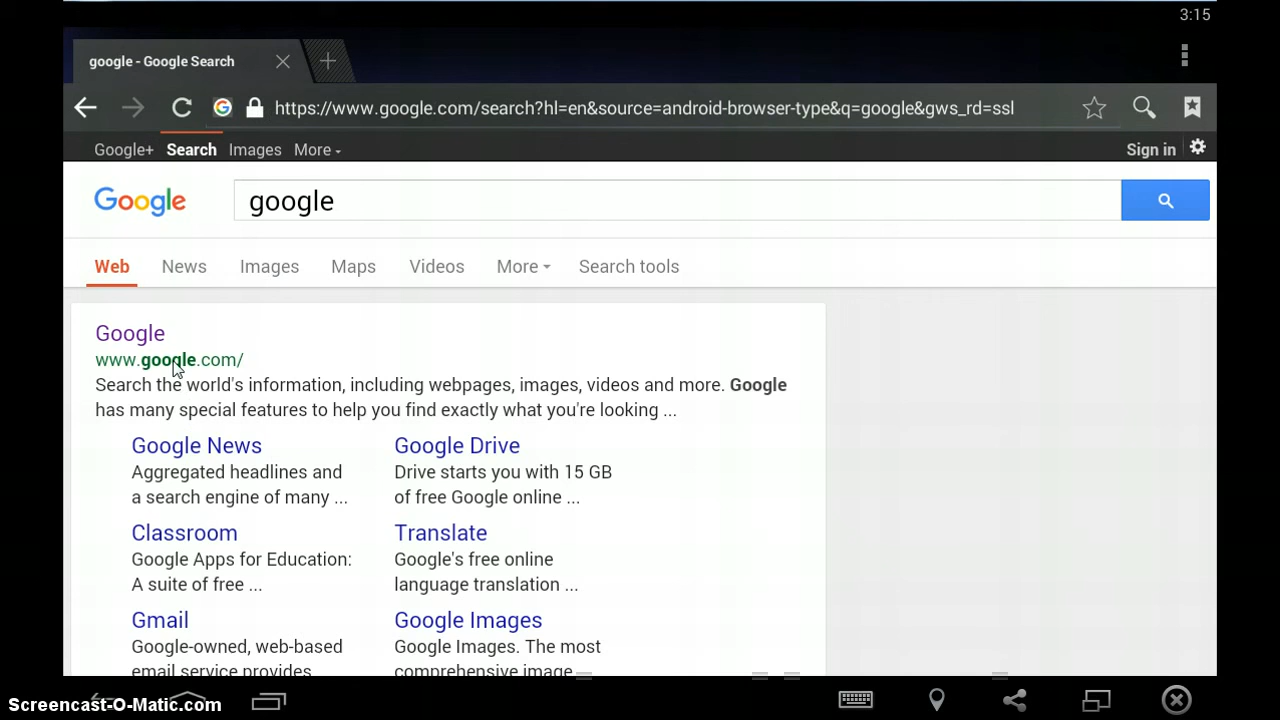 3:15
google - Google Search
https://www.google.com/search?hl=en&source=android-browser-type&q=google&gws_rd=ssl
Google+ Search Images More Sign in
Google google
Web News Images Maps Videos More Search tools
Google
www.google.com/
Search the world's information, including webpages, images, videos and more. Google
has many special features to help you find exactly what you're looking ...
Google News
Aggregated headlines and
a search engine of many ...
Google Drive
Drive starts you with 15 GB
of free Google online ...
Classroom
Google Apps for Education:
A suite of free ...
Translate
Google's free online
language translation ...
Gmail
Google-owned, web-based
email service provides
Google Images
Google Images. The most
comprehensive image
Screencast-O-Matic.com